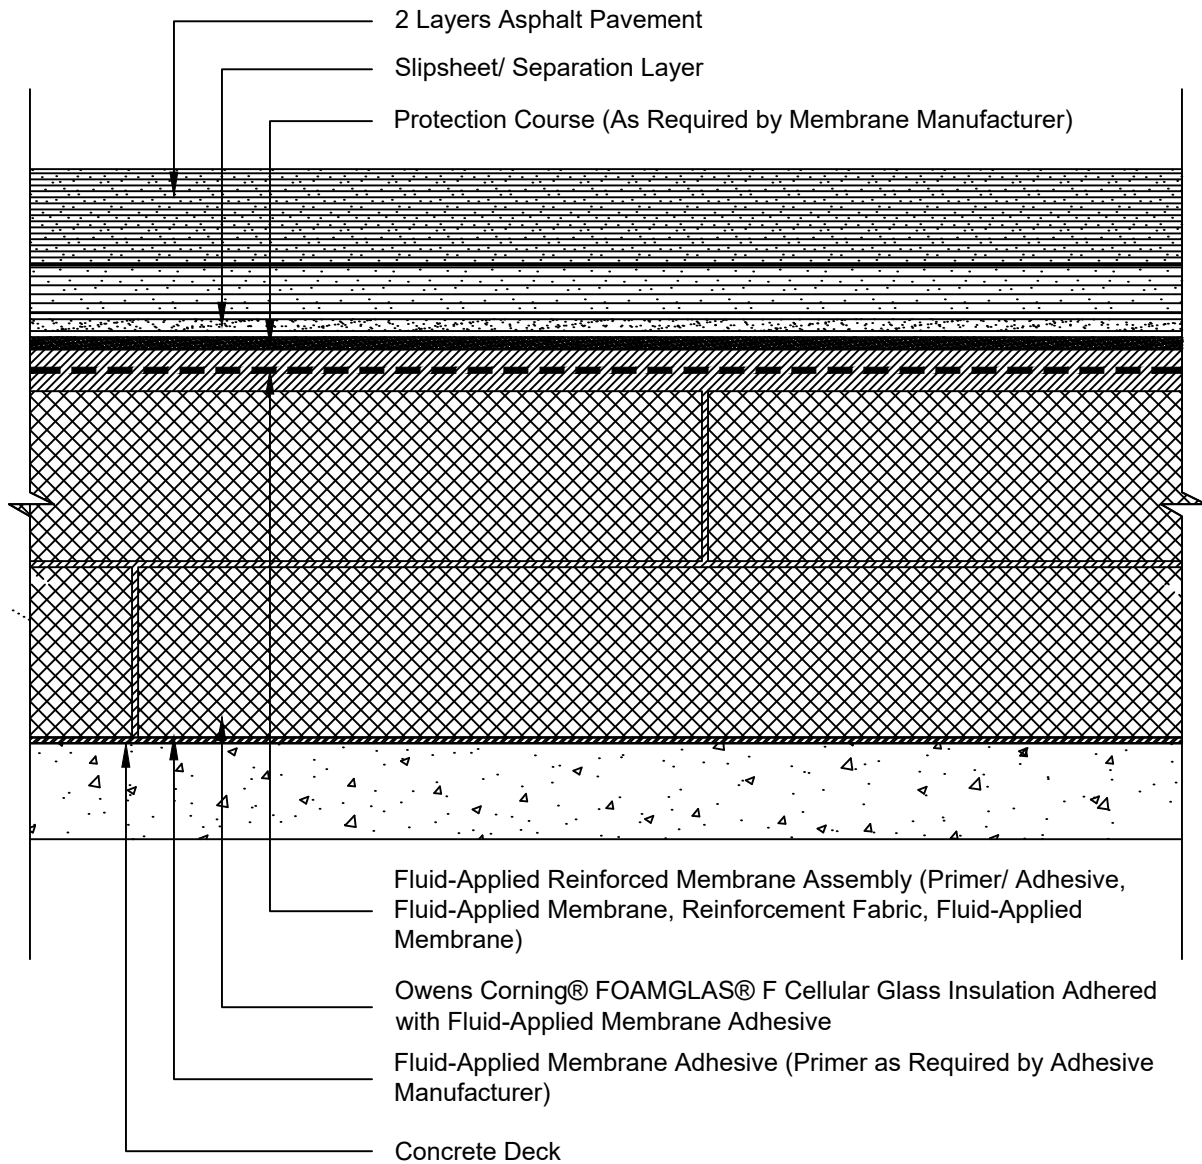 2 Layers Asphalt Pavement
Slipsheet/ Separation Layer
Protection Course (As Required by Membrane Manufacturer)
Fluid-Applied Reinforced Membrane Assembly (Primer/ Adhesive,
Fluid-Applied Membrane, Reinforcement Fabric, Fluid-Applied
Membrane)
Owens Corning® FOAMGLAS® F Cellular Glass Insulation Adhered
with Fluid-Applied Membrane Adhesive
Fluid-Applied Membrane Adhesive (Primer as Required by Adhesive
Manufacturer)
Concrete Deck